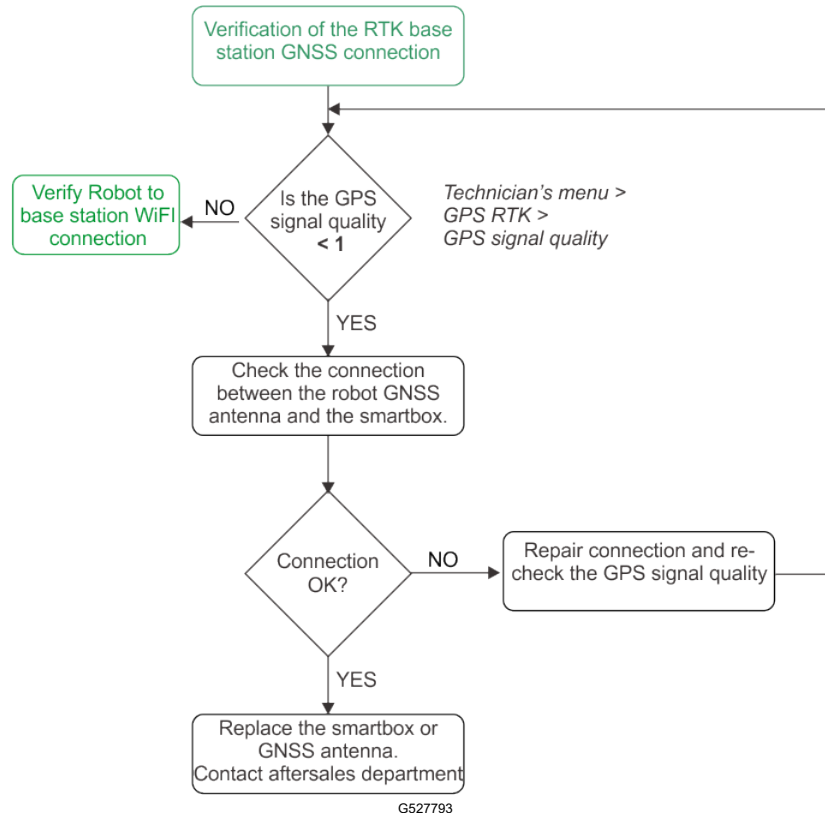 Verification of the RTK base
station GNSS connection
Verify Robot to
base station WiFI
connection
NO
Is the GPS
signal quality
< 1
Technician's menu >
GPS RTK >
GPS signal quality
YES
Check the connection
between the robot GNSS
antenna and the smartbox.
Connection
OK?
NO
Repair connection and re-
check the GPS signal quality
YES
Replace the smartbox or
GNSS antenna.
Contact aftersales department
G527793